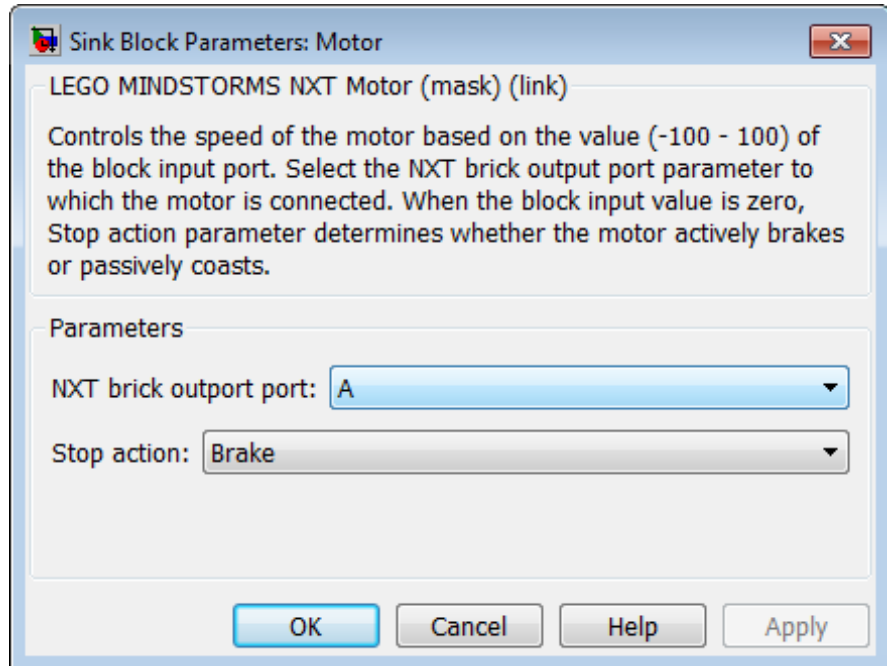 Sink Block Parameters: Motor
LEGO MINDSTORMS NXT Motor (mask) (link)
Controls the speed of the motor based on the value (-100 - 100) of
the block input port. Select the NXT brick output port parameter to
which the motor is connected. When the block input value is zero,
Stop action parameter determines whether the motor actively brakes
or passively coasts.
Parameters
NXT brick outport port: A
Stop action: Brake
OK Cancel Help Apply